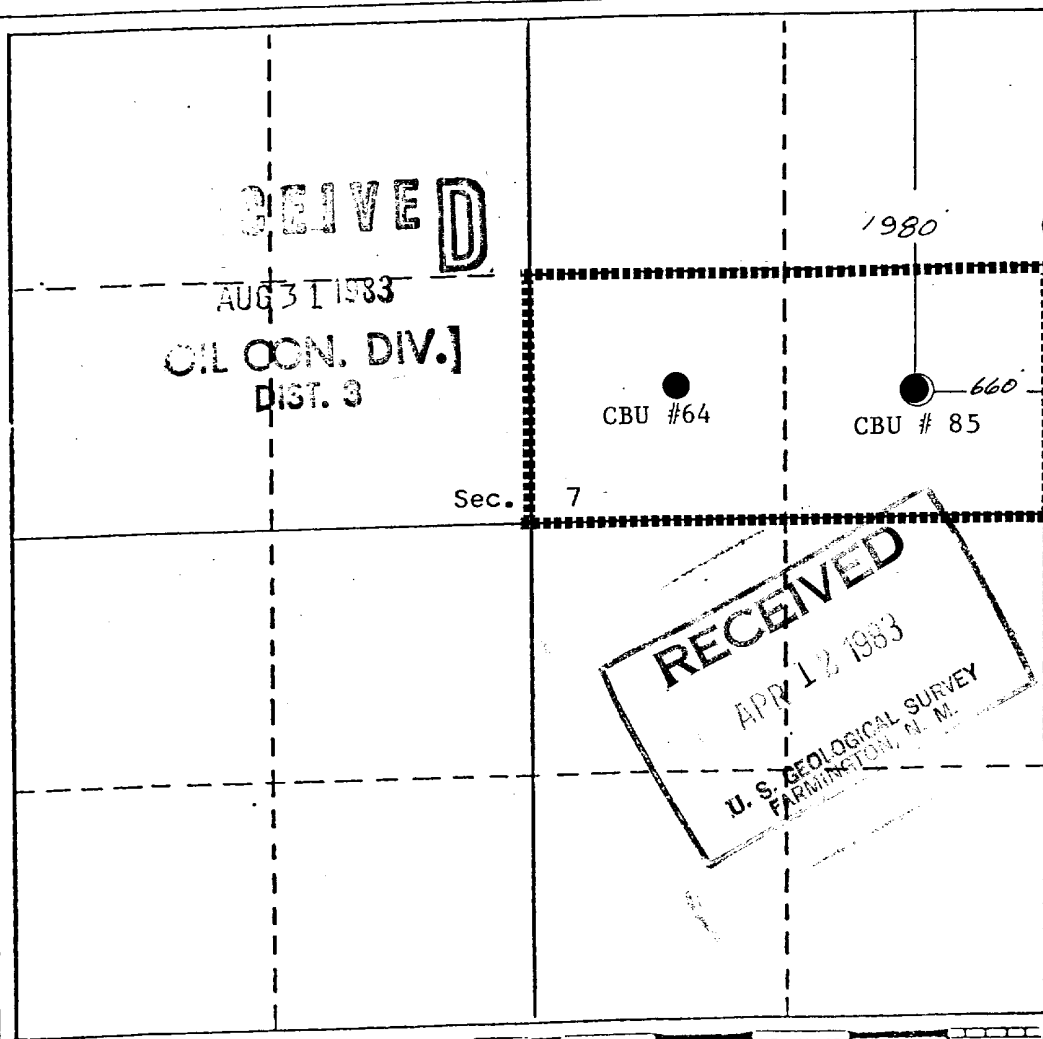 CEIVED
AUG 31 1983
OIL CON. DIV.]
DIST. 3
1980'
660'
CBU #64
CBU # 85
Sec. 7
RECEIVED
APR 12 1983
U. S. GEOLOGICAL SURVEY
FARMINGTON, N. M.